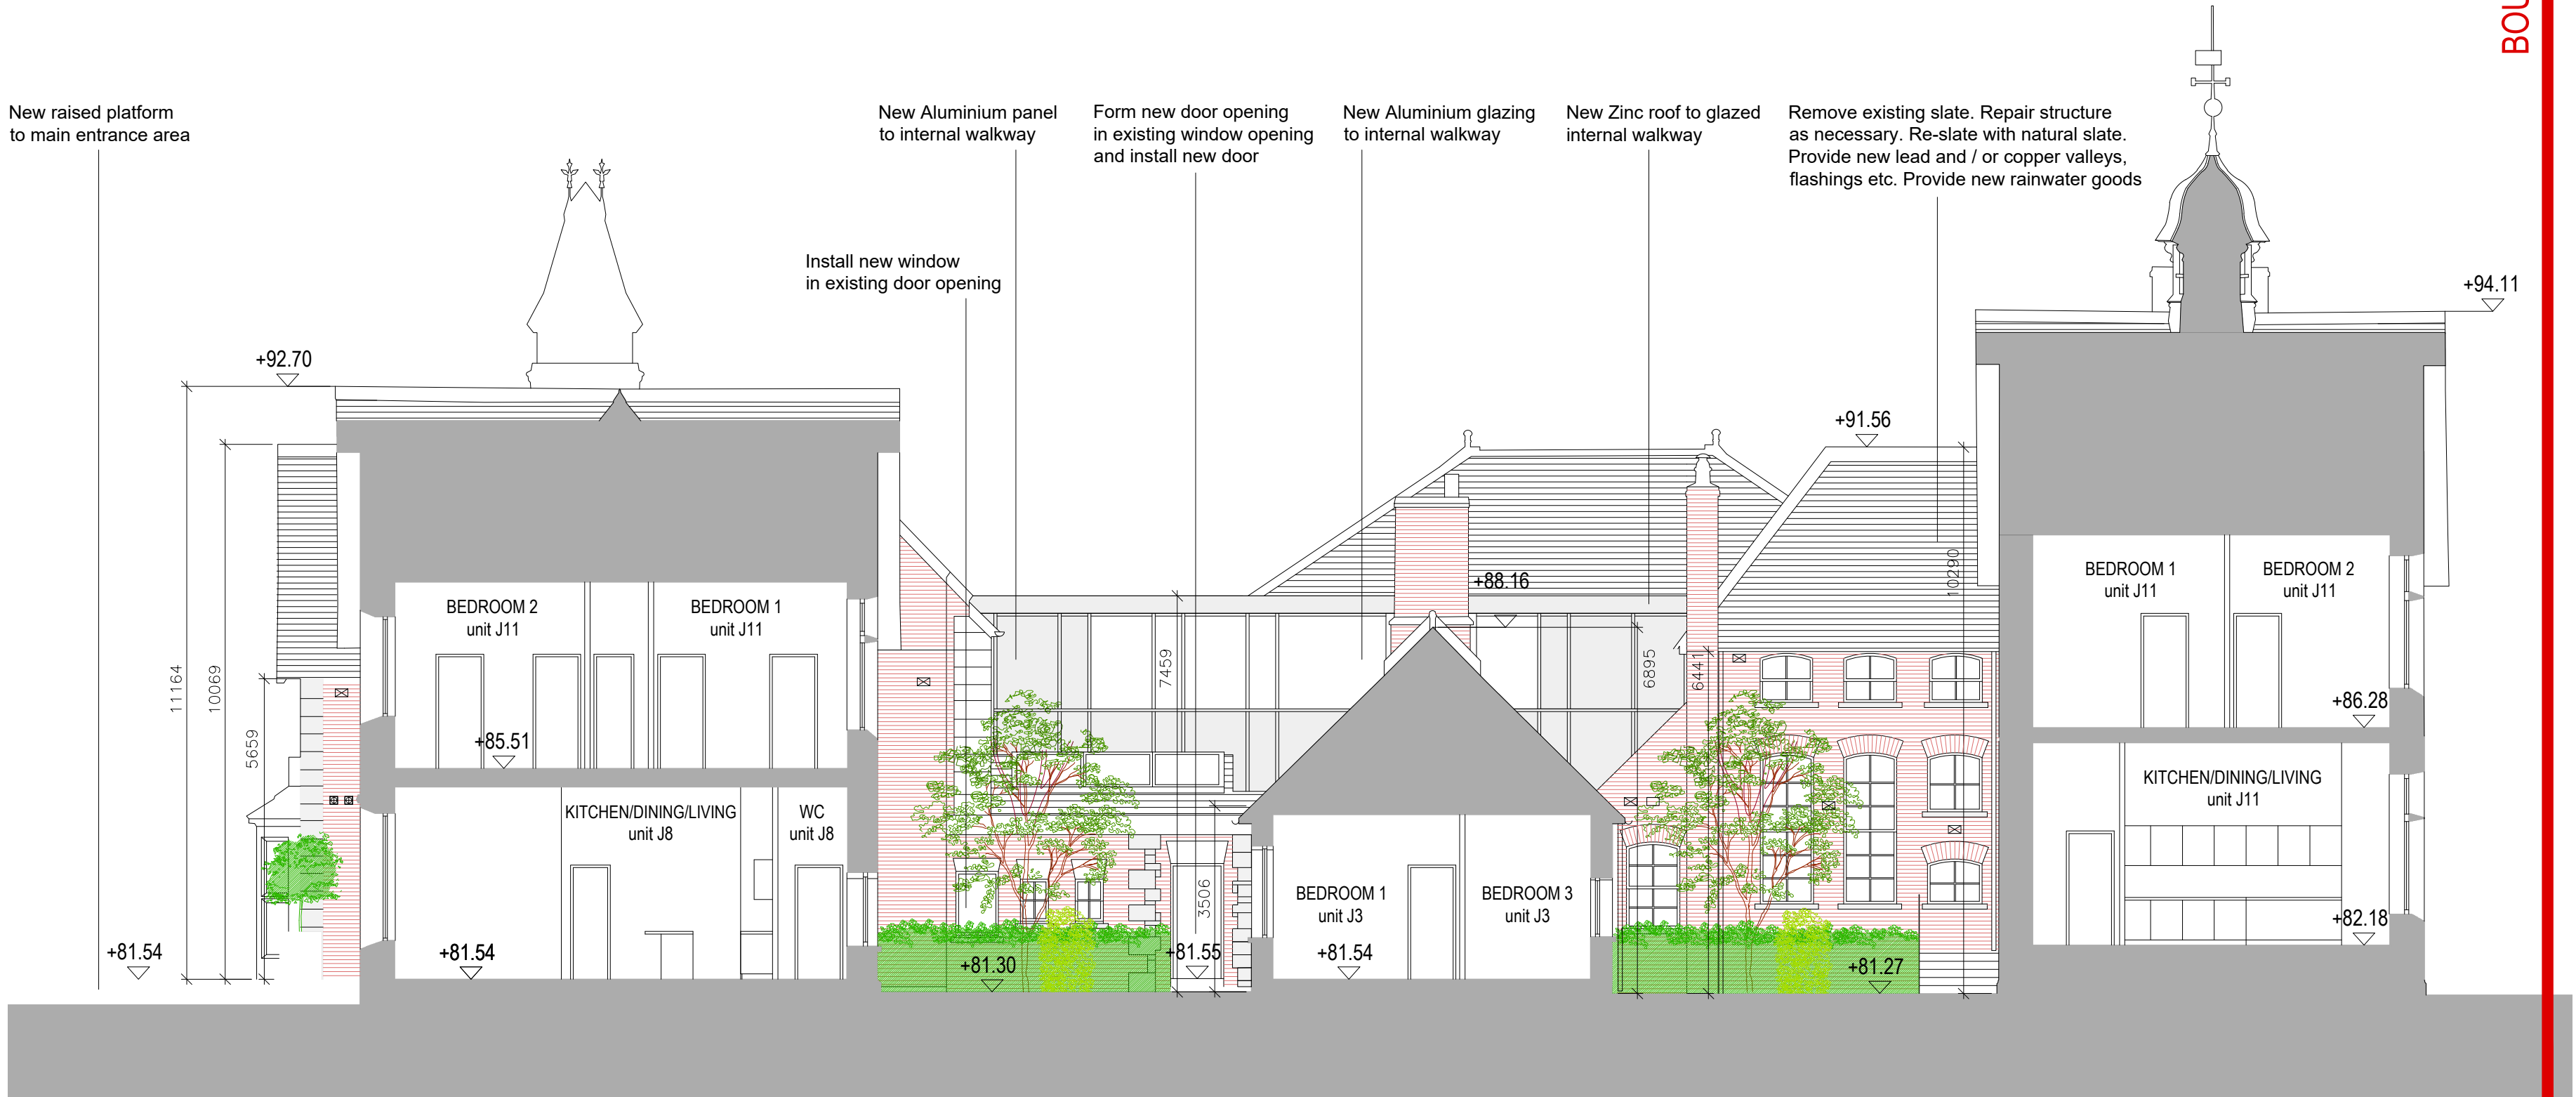 BOU
New raised platform
to main entrance area
New Aluminium panel
to internal walkway
Form new door opening
in existing window opening
and install new door
New Aluminium glazing
to internal walkway
New Zinc roof to glazed
internal walkway
Remove existing slate. Repair structure
as necessary. Re-slate with natural slate.
Provide new lead and / or copper valleys,
flashings etc. Provide new rainwater goods
Install new window
in existing door opening
+94.11
+92.70
+91.56
+88.16
10290
BEDROOM 2
unit J11
BEDROOM 1
unit J11
BEDROOM 1
unit J11
BEDROOM 2
unit J11
11164
10069
5659
7459
6895
6441
+86.28
+85.51
KITCHEN/DINING/LIVING
unit J8
WC
unit J8
KITCHEN/DINING/LIVING
unit J11
3506
BEDROOM 1
unit J3
BEDROOM 3
unit J3
+82.18
+81.54
+81.54
+81.30
+81.55
+81.54
+81.27